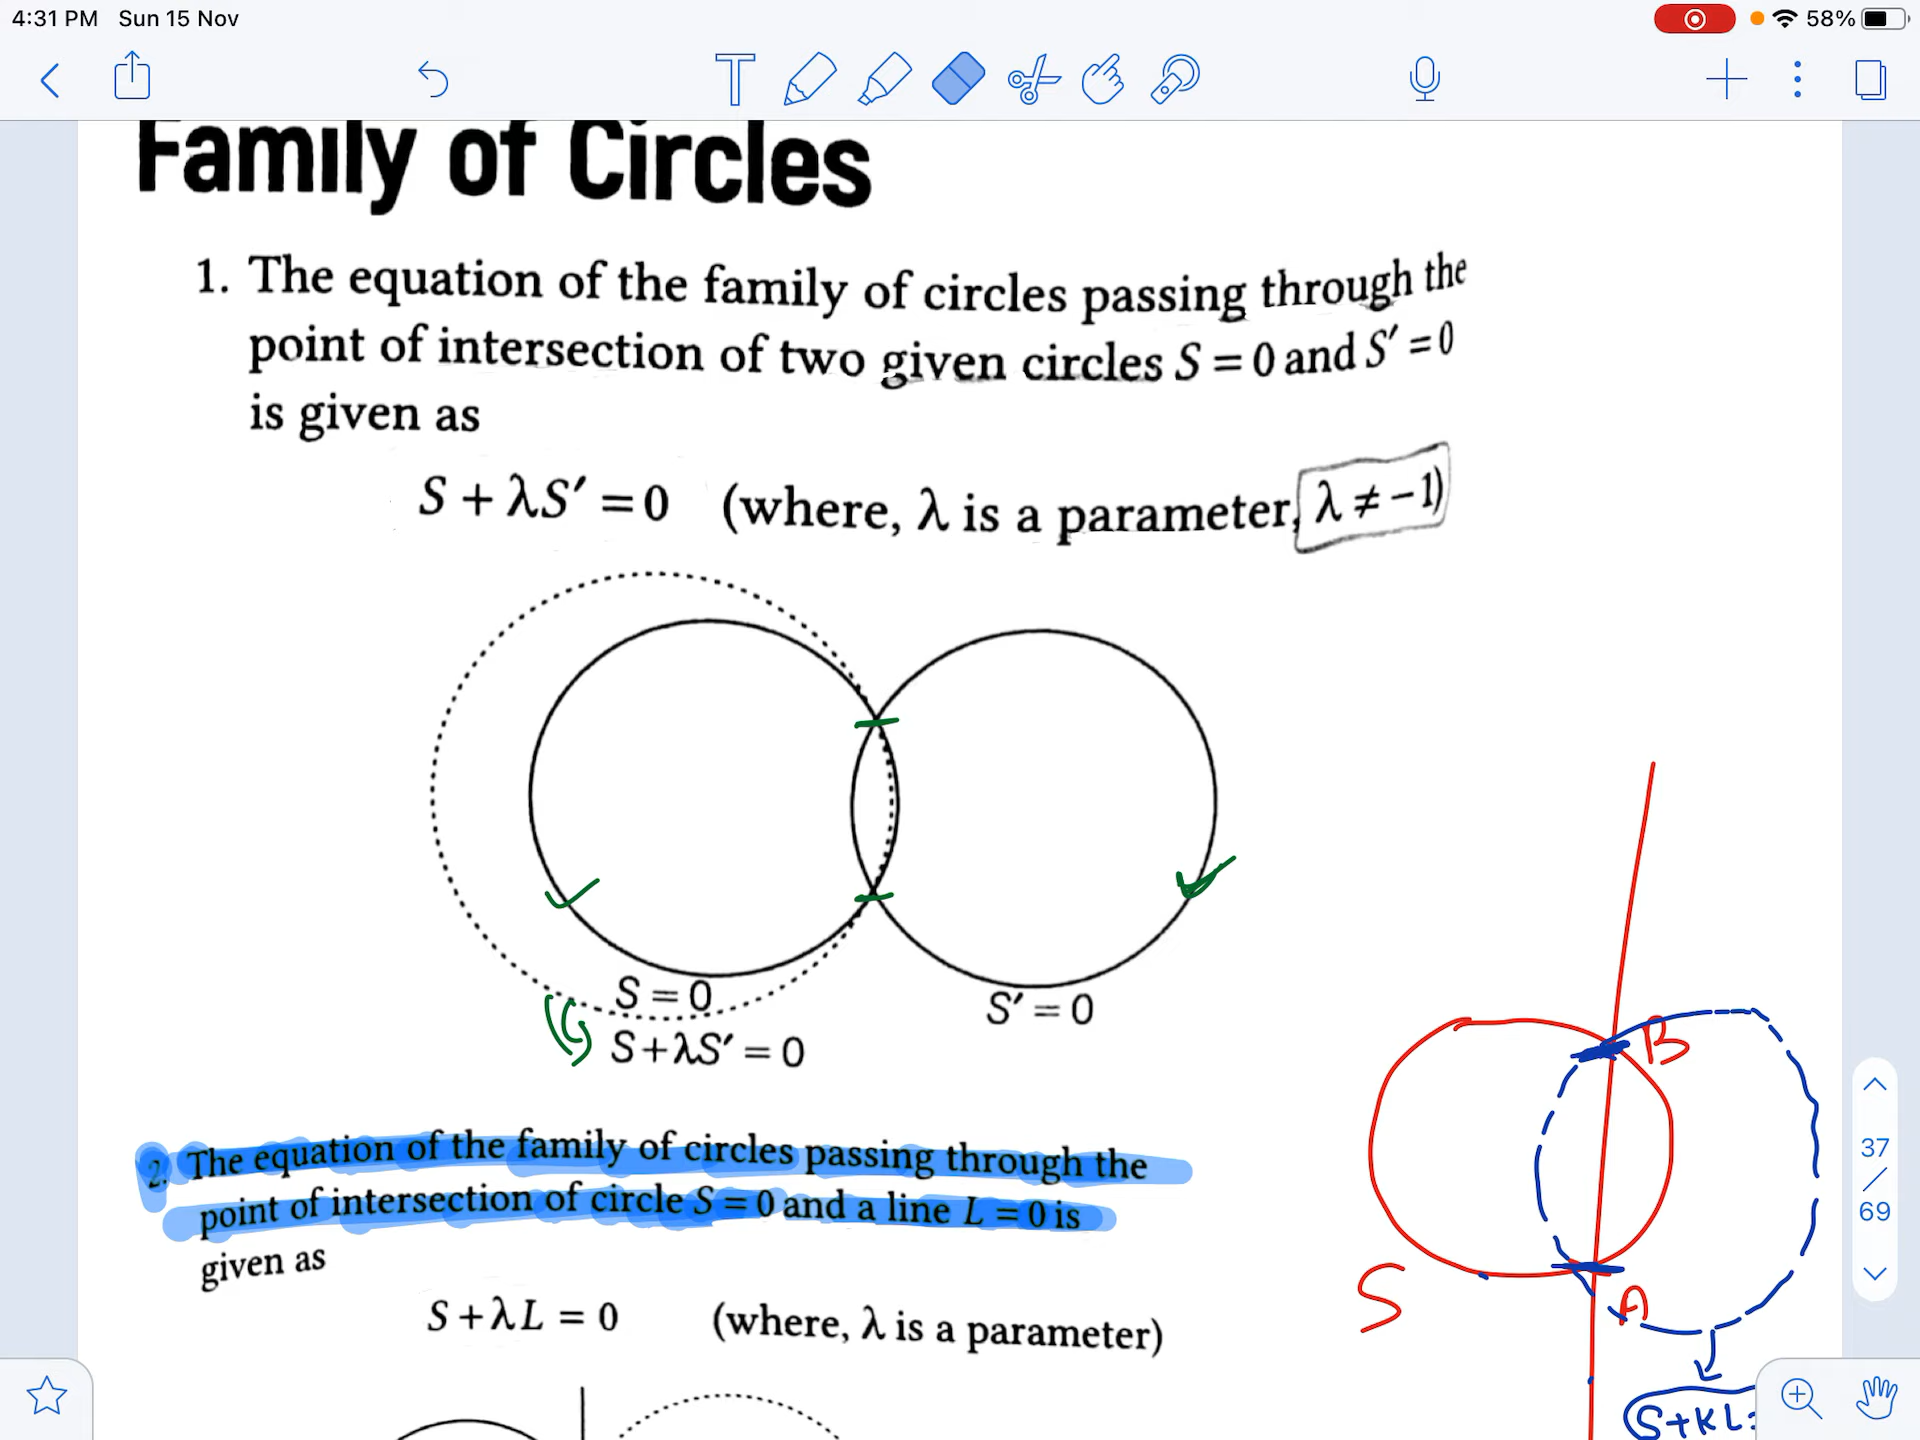 4:31 PM Sun 15 Nov
58%
Family of Circles
1. The equation of the family of circles passing through the
point of intersection of two given circles S = 0 and S′ = 0
is given as
S + λS′ = 0 (where, λ is a parameter, λ ≠ −1)
S = 0
S′ = 0
S+λS′ = 0
B
2. The equation of the family of circles passing through the
point of intersection of circle S = 0 and a line L = 0 is
given as
S
A
S + λL = 0 (where, λ is a parameter)
S+KL=
37
/
69